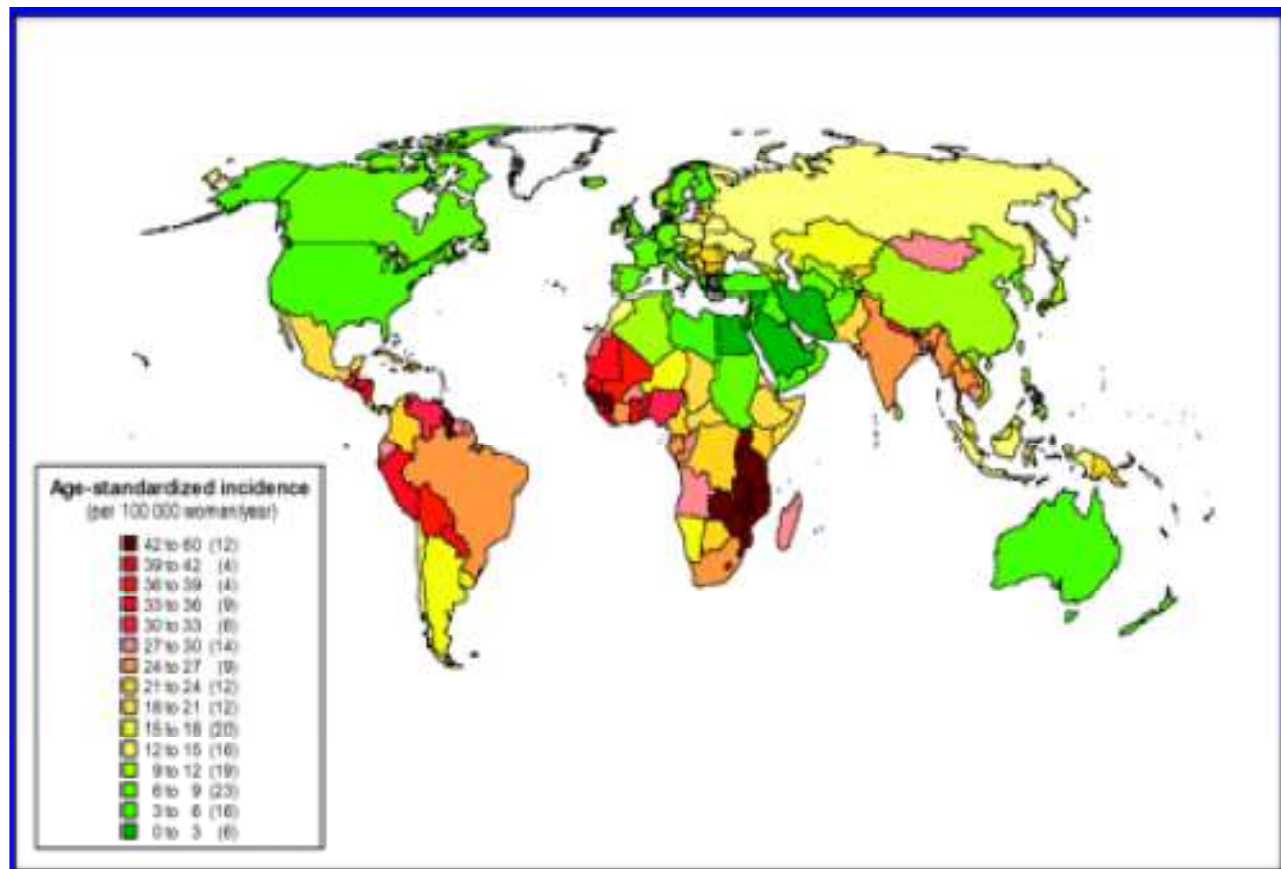 Age-standardized incidence
(per 100 000 woman/year)
42 to 60 (12)
39 to 42 (4)
36 to 39 (4)
33 to 36 (9)
30 to 33 (6)
27 to 30 (14)
24 to 27 (9)
21 to 24 (12)
18 to 21 (12)
15 to 18 (20)
12 to 15 (16)
9 to 12 (19)
6 to 9 (23)
3 to 6 (16)
0 to 3 (6)